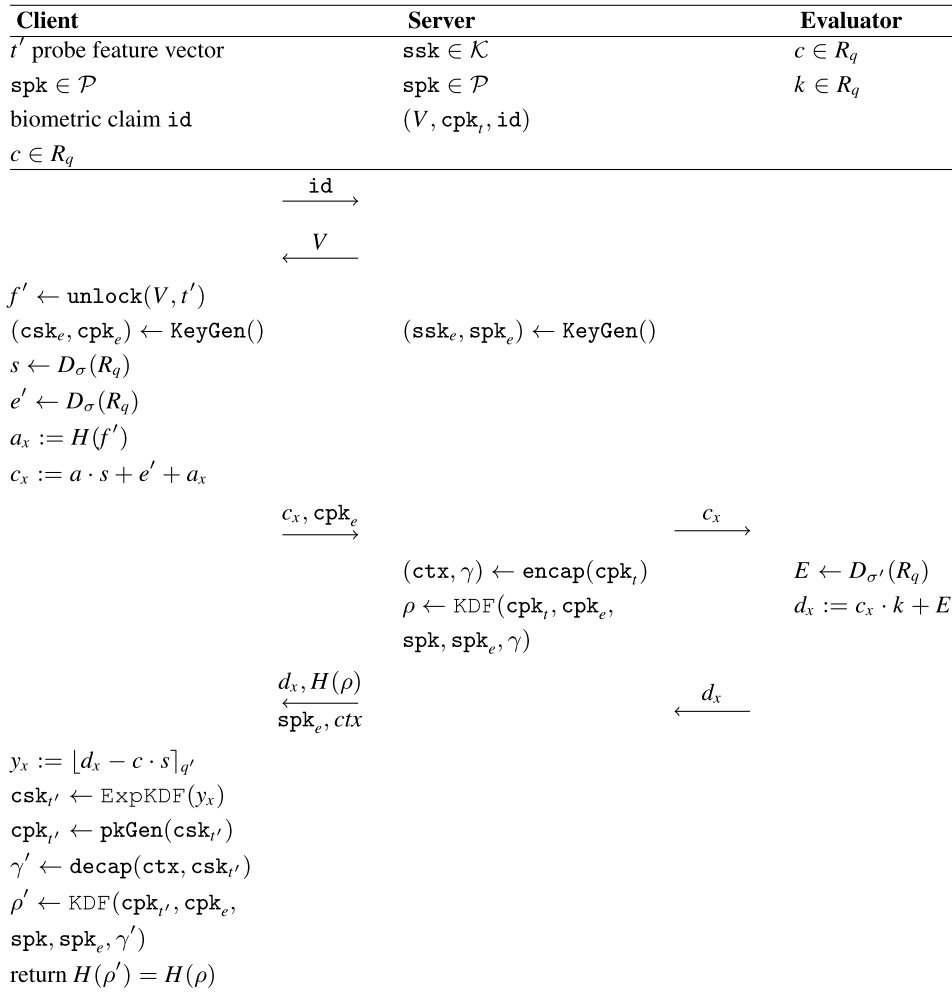 Client Server Evaluator
t′ probe feature vector ssk ∈ 𝒦 c ∈ R_q
spk ∈ 𝒫 spk ∈ 𝒫 k ∈ R_q
biometric claim id (V, cpk_t, id)
c ∈ R_q
id
V
f′ ← unlock(V, t′)
(csk_e, cpk_e) ← KeyGen() (ssk_e, spk_e) ← KeyGen()
s ← D_σ(R_q)
e′ ← D_σ(R_q)
a_x := H(f′)
c_x := a · s + e′ + a_x
c_x, cpk_e c_x
(ctx, γ) ← encap(cpk_t) E ← D_σ′(R_q)
ρ ← KDF(cpk_t, cpk_e, d_x := c_x · k + E
spk, spk_e, γ)
d_x, H(ρ) d_x
spk_e, ctx
y_x := ⌊d_x − c · s⌉_q′
csk_t′ ← ExpKDF(y_x)
cpk_t′ ← pkGen(csk_t′)
γ′ ← decap(ctx, csk_t′)
ρ′ ← KDF(cpk_t′, cpk_e,
spk, spk_e, γ′)
return H(ρ′) = H(ρ)